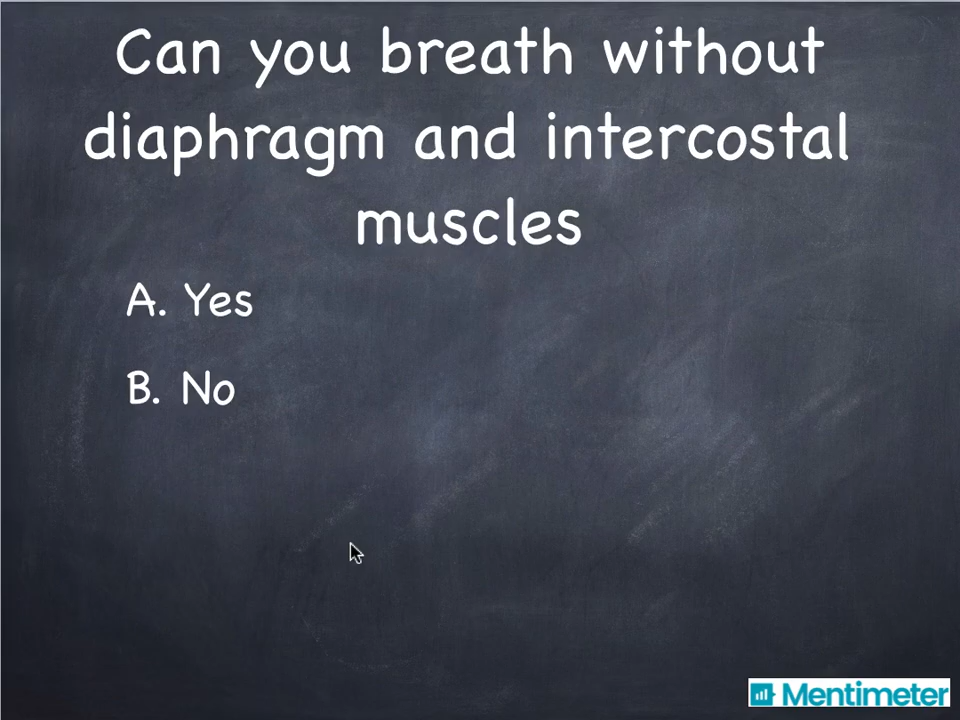 Can you breath without
diaphragm and intercostal
muscles
A. Yes
B. No
Mentimeter